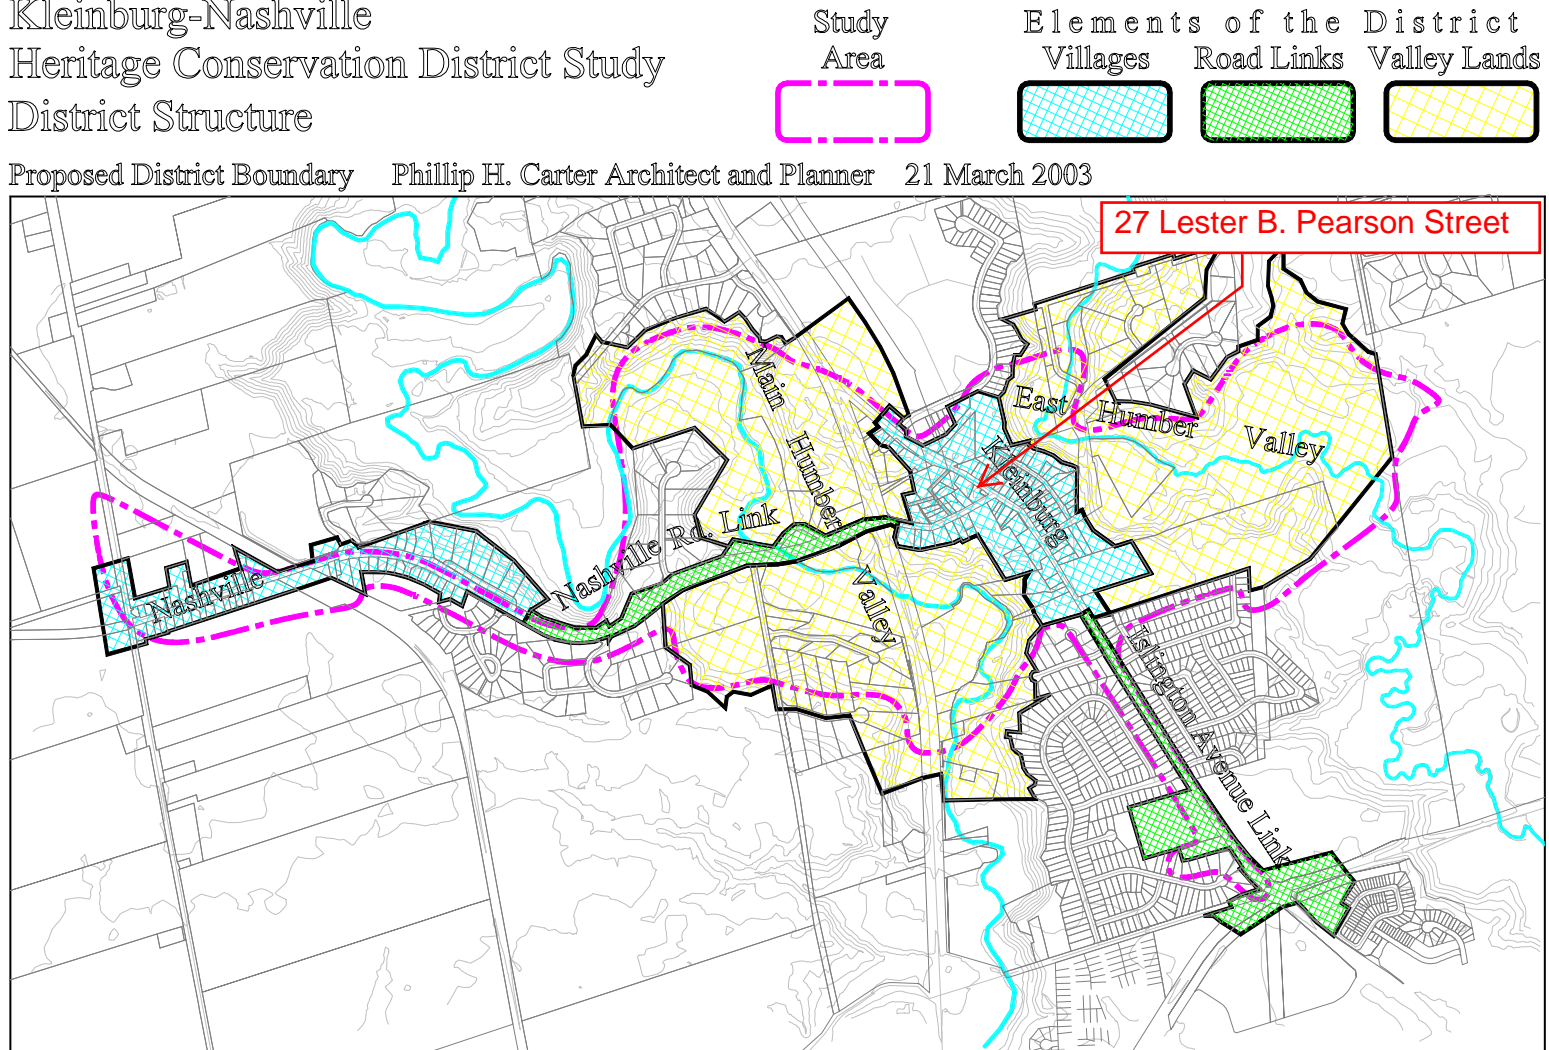 Kleinburg-Nashville
Heritage Conservation District Study
District Structure
Proposed District Boundary Phillip H. Carter Architect and Planner 21 March 2003
Study
Area
Elements of the District
Villages Road Links Valley Lands
27 Lester B. Pearson Street
Main
Humber
Valley
East Humber Valley
Kleinburg
Nashville Rd. Link
Nashville
Islington Avenue Link